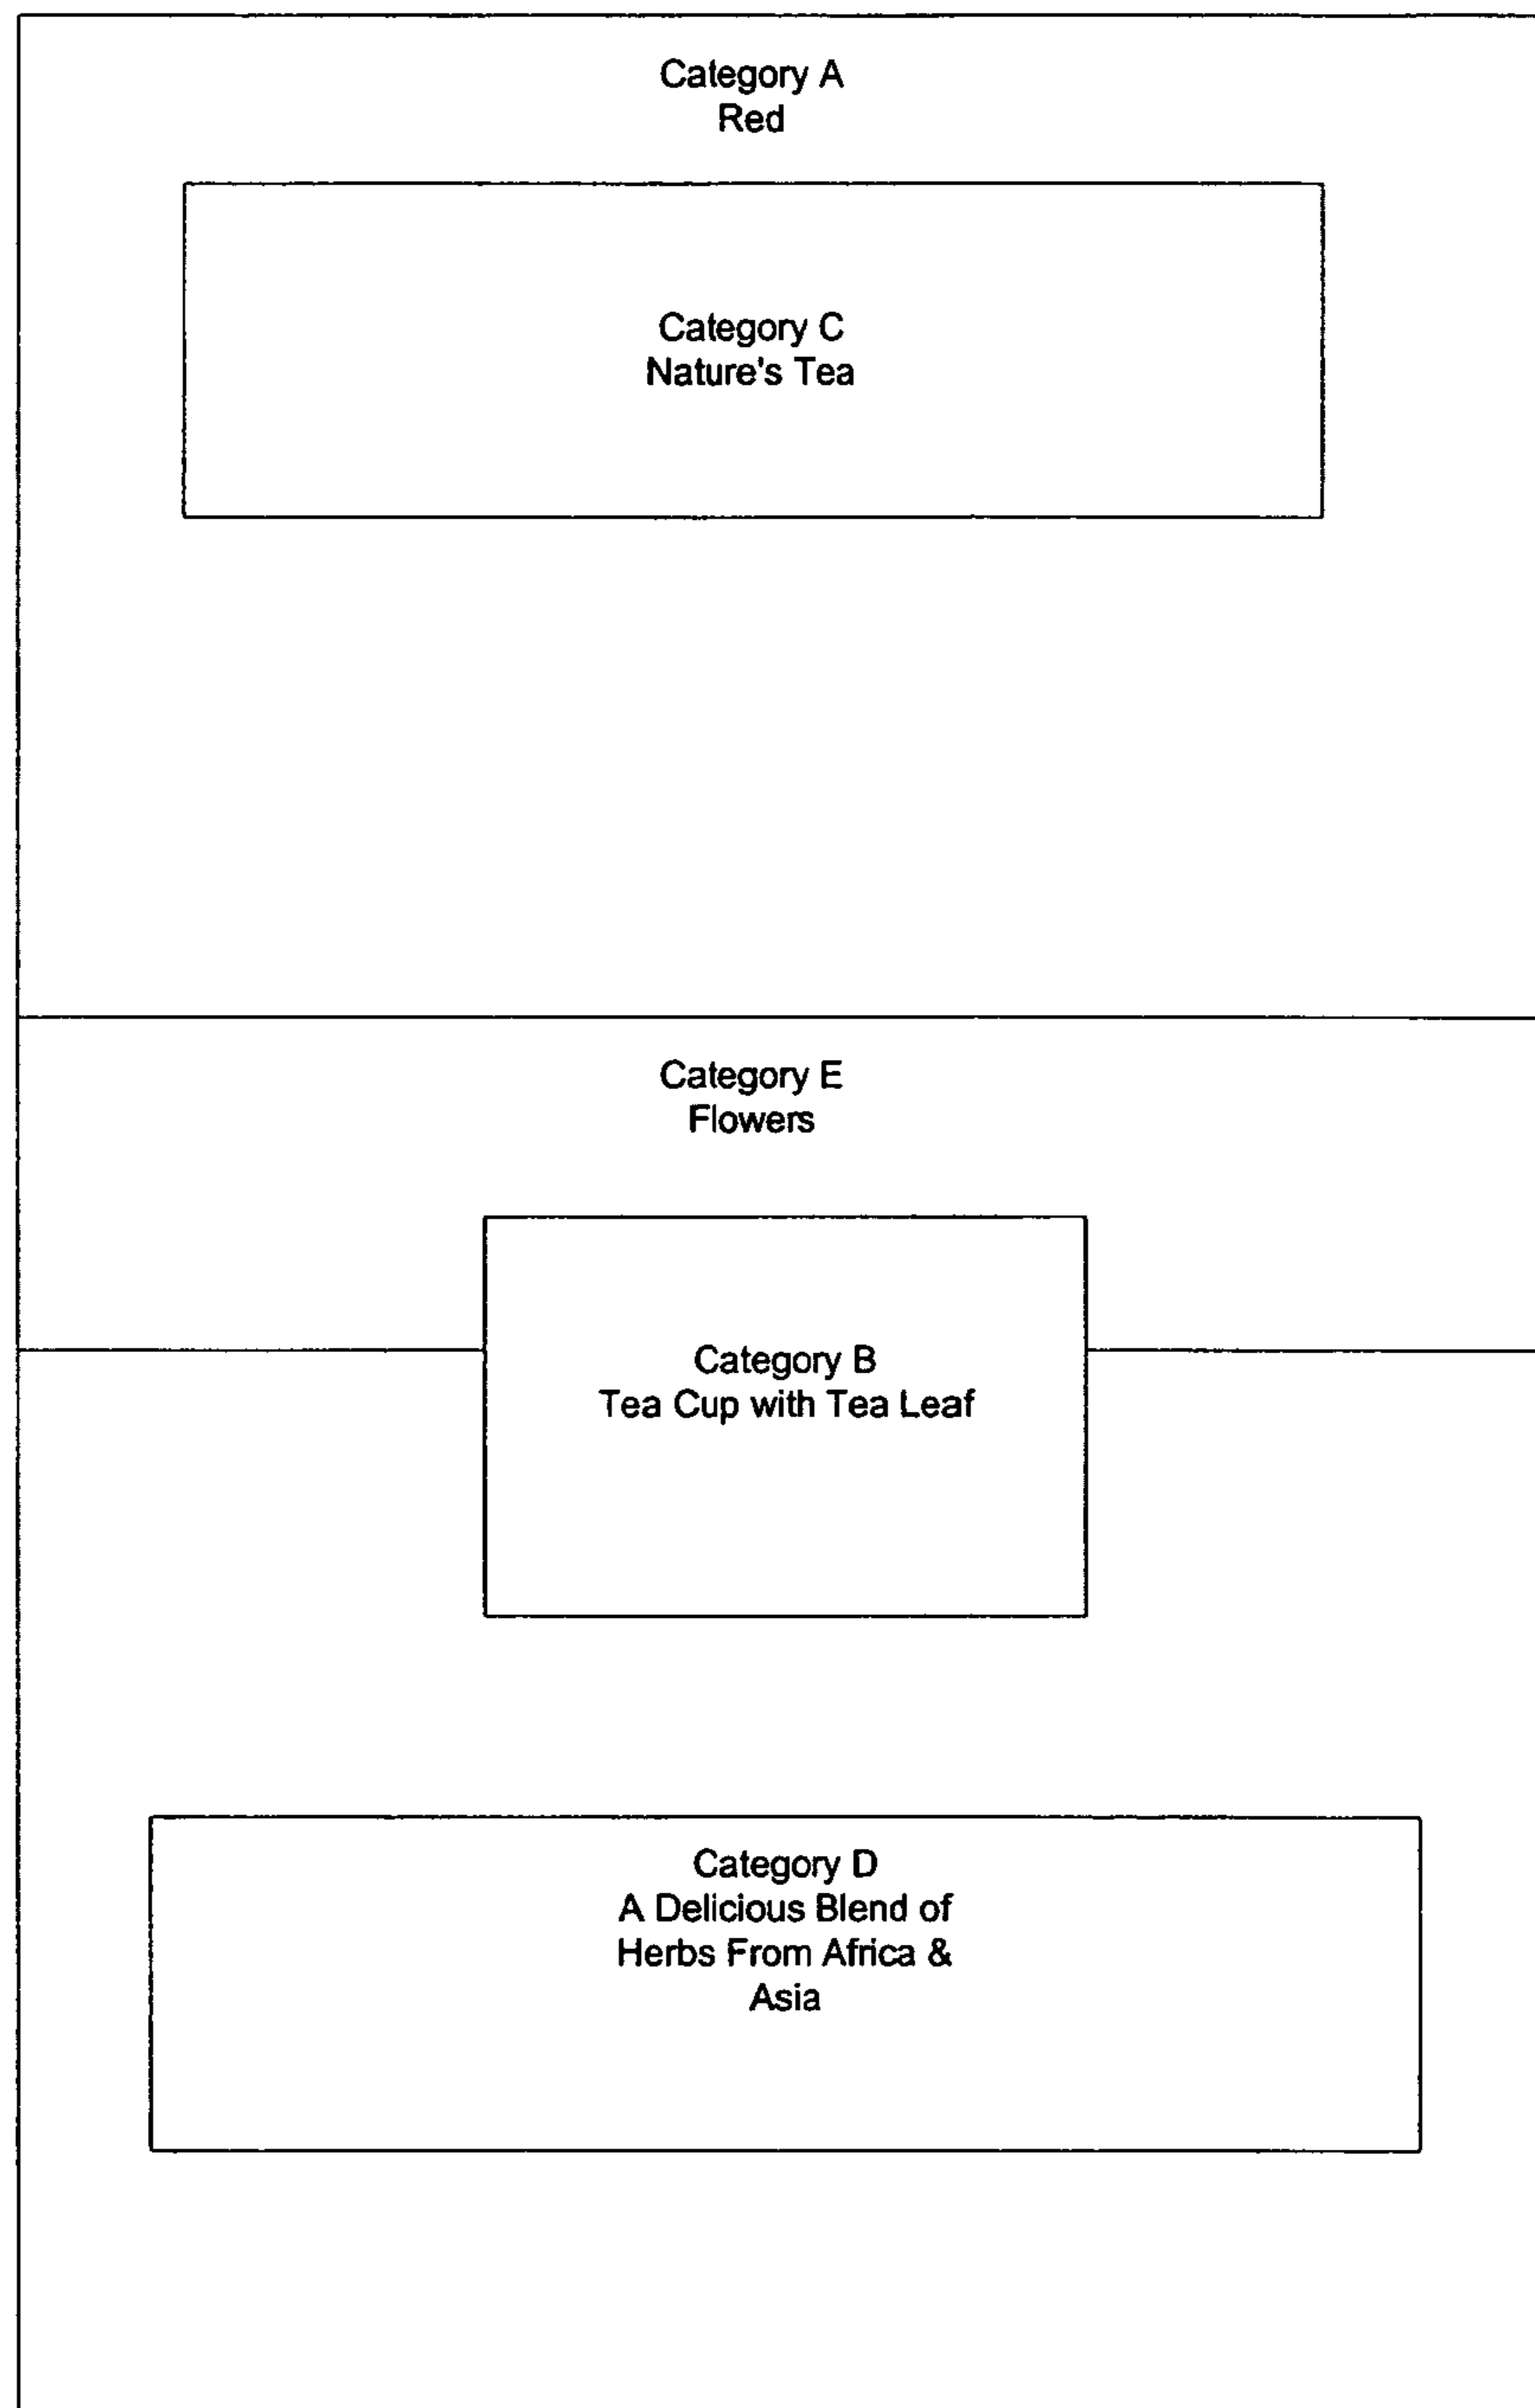 Category A
Red
Category C
Nature's Tea
Category E
Flowers
Category B
Tea Cup with Tea Leaf
Category D
A Delicious Blend of
Herbs From Africa &
Asia